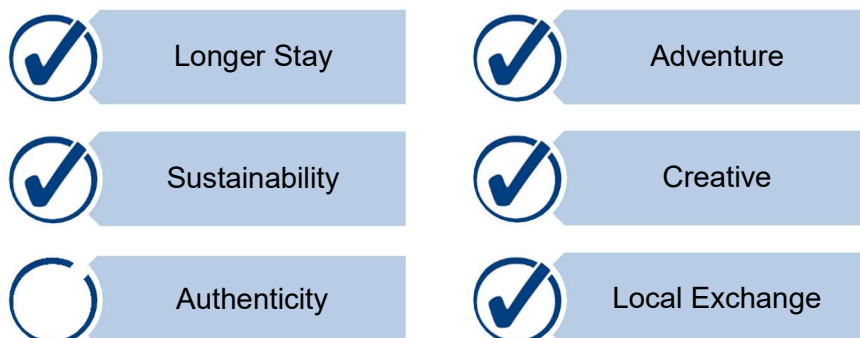 Longer Stay
Adventure
Sustainability
Creative
Authenticity
Local Exchange